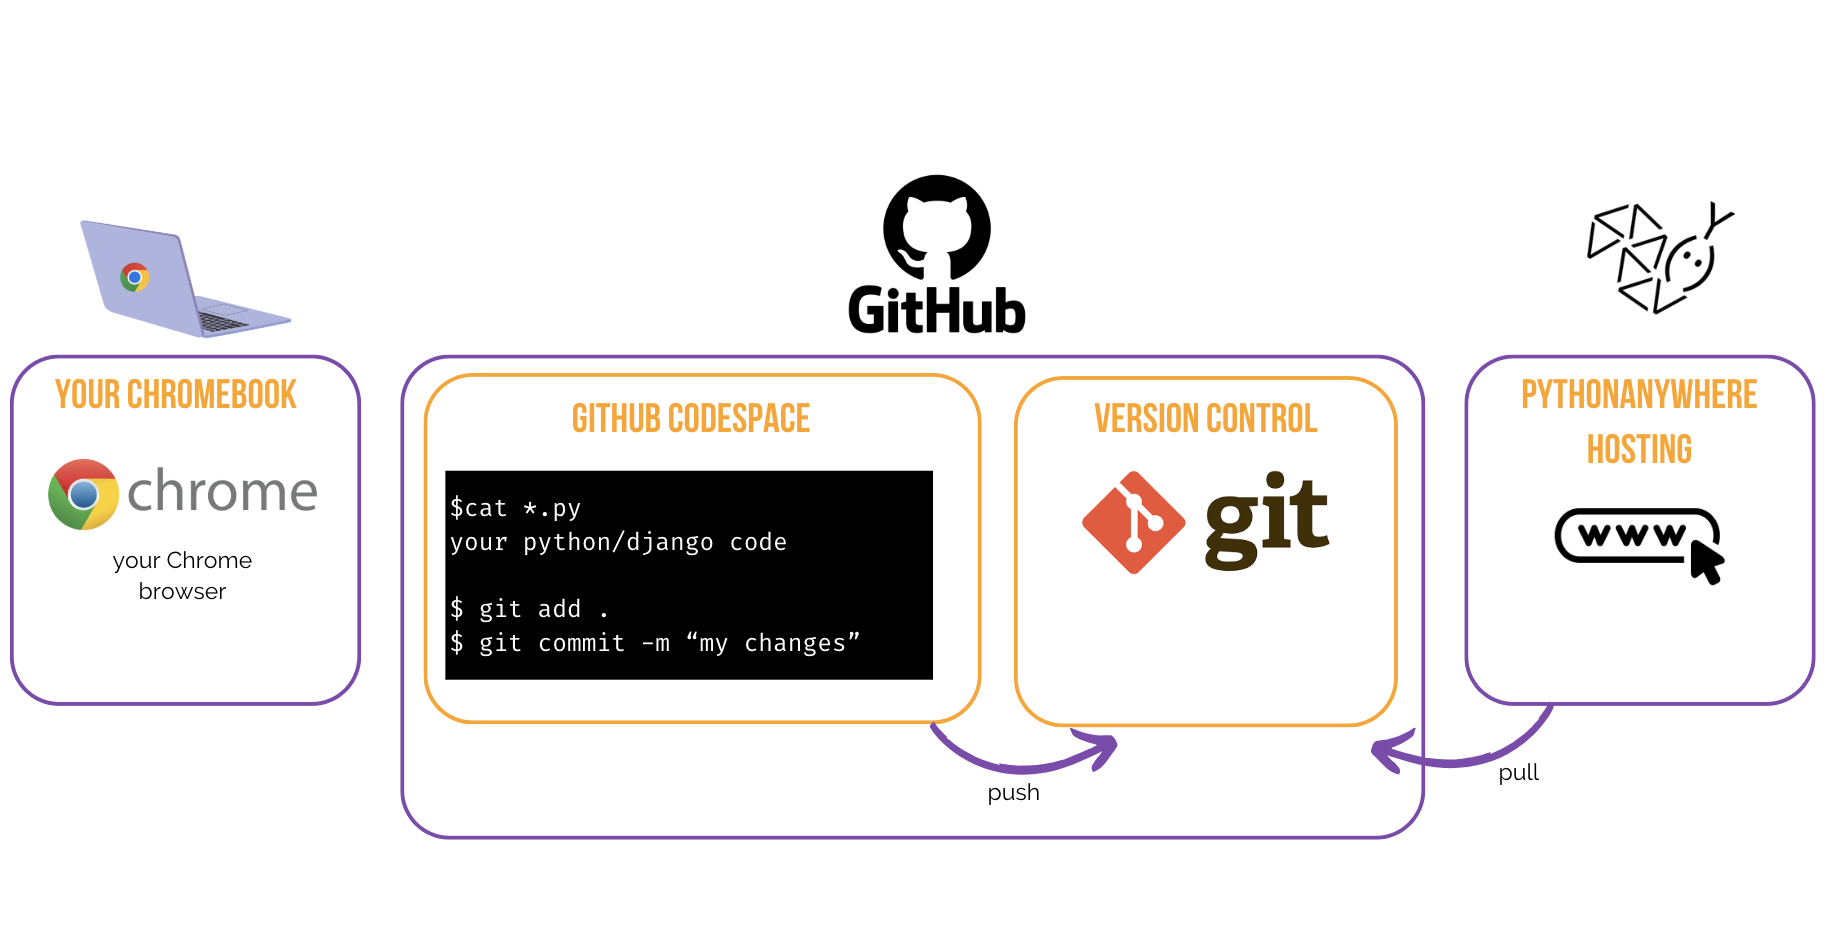 GitHub
YOUR CHROMEBOOK
chrome
your Chrome
browser
GITHUB CODESPACE
$cat *.py
your python/django code
$ git add .
$ git commit -m “my changes”
VERSION CONTROL
git
PYTHONANYWHERE
HOSTING
www
push
pull